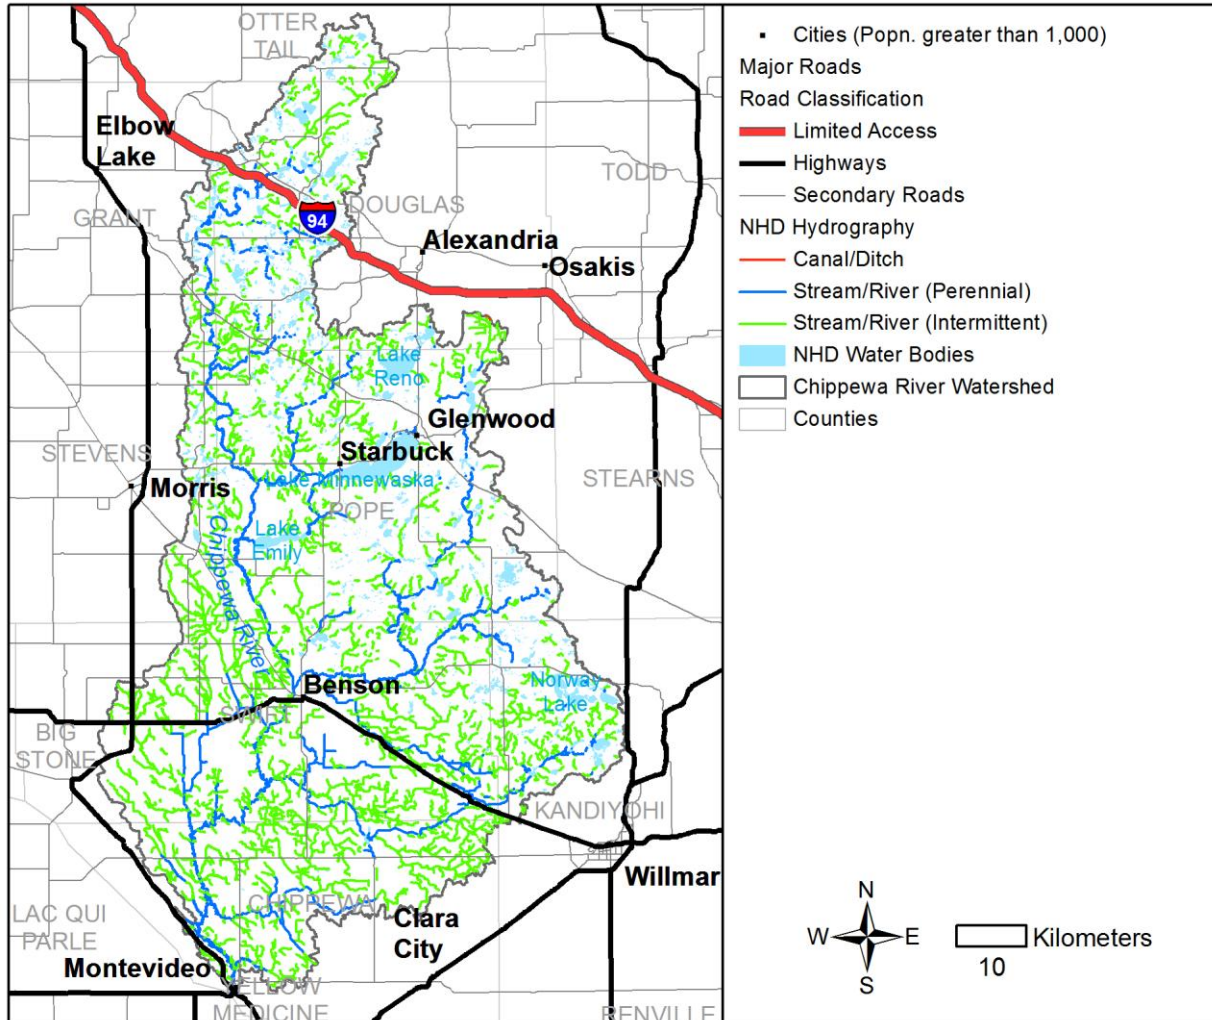 OTTER
TAIL
Elbow
Lake
TODD
GRANT
DOUGLAS
94
Alexandria
Osakis
Lake
Reno
Glenwood
Starbuck
STEVENS
Lake Minnewaska
STEARNS
Morris
POPE
Lake
Emily
Chippewa River
Benson
Norway
Lake
SWIFT
BIG
STONE
KANDIYOHI
Willmar
CHIPPEWA
LAC QUI
PARLE
Clara
City
Montevideo
YELLOW
MEDICINE
RENVILLE
Cities (Popn. greater than 1,000)
Major Roads
Road Classification
Limited Access
Highways
Secondary Roads
NHD Hydrography
Canal/Ditch
Stream/River (Perennial)
Stream/River (Intermittent)
NHD Water Bodies
Chippewa River Watershed
Counties
N
W E
S
Kilometers
10